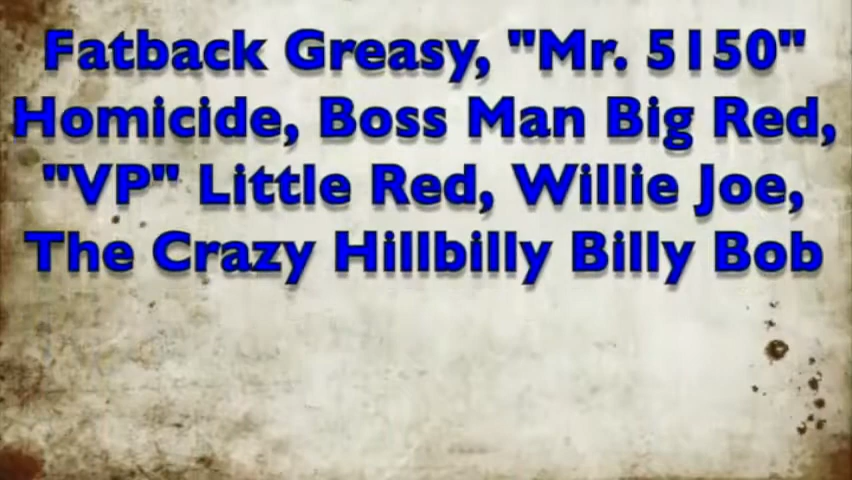 Fatback Greasy, "Mr. 5150"
Homicide, Boss Man Big Red,
"VP" Little Red, Willie Joe,
The Crazy Hillbilly Billy Bob